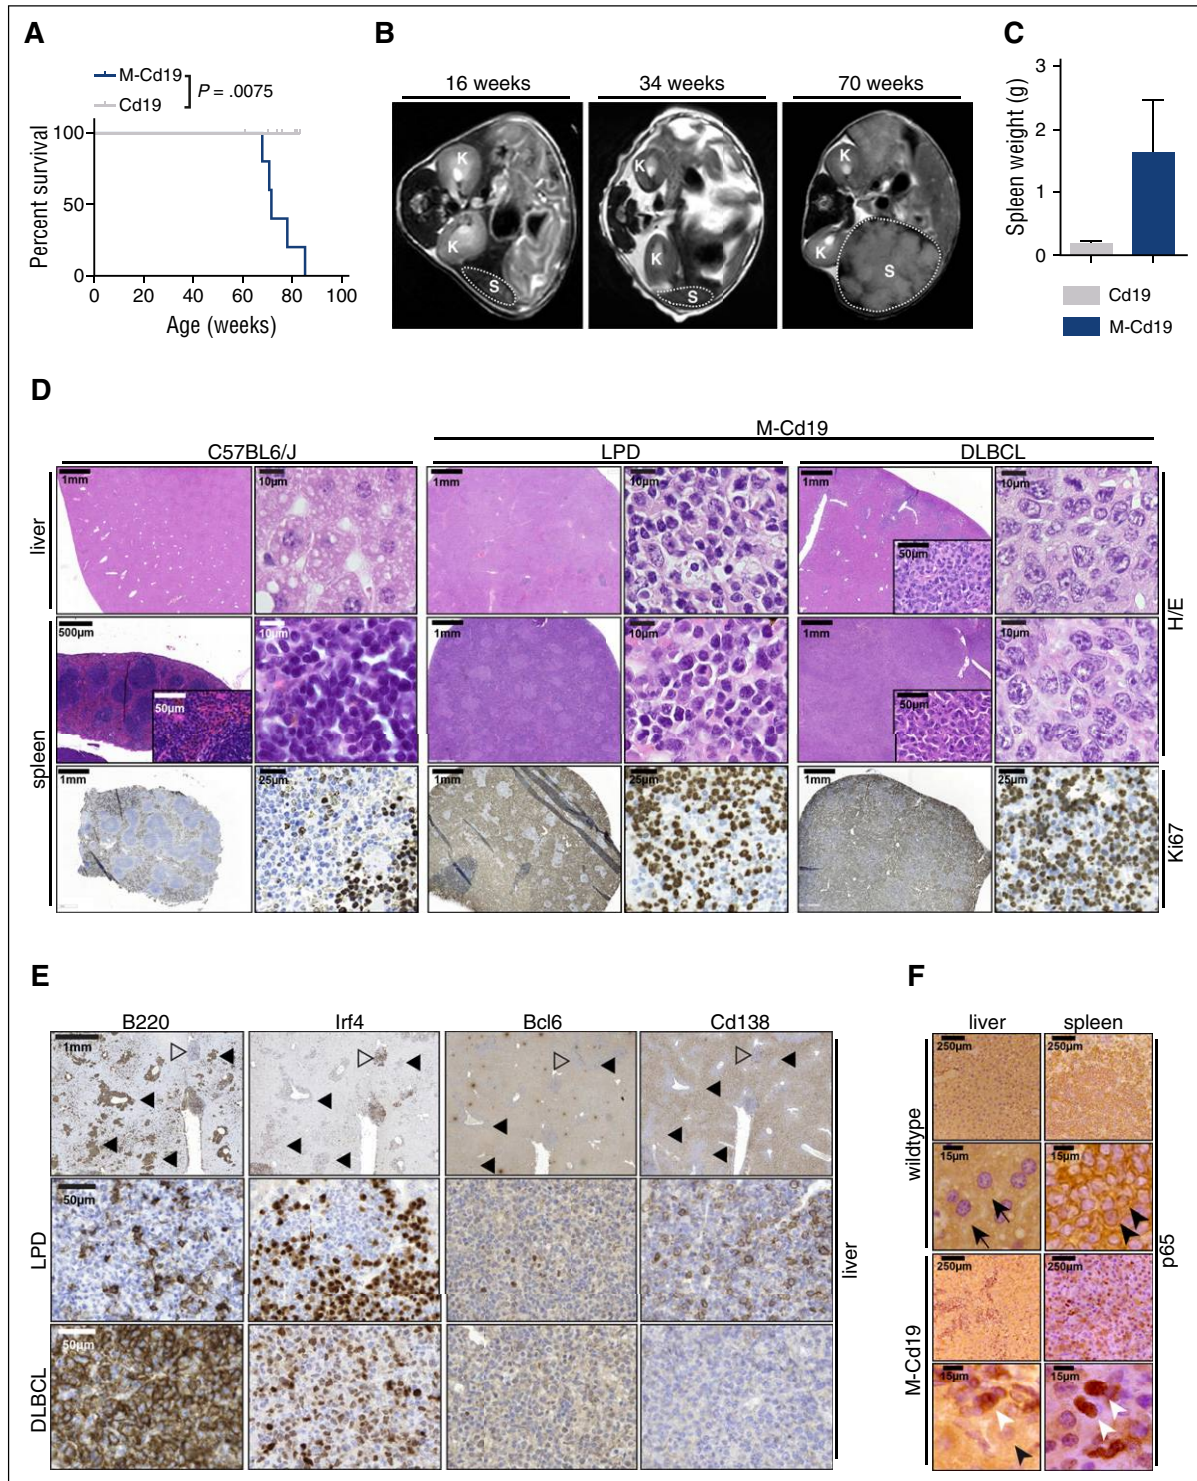 A
M-Cd19
Cd19
P = .0075
Percent survival
100
50
0
0 20 40 60 80 100
Age (weeks)
B
16 weeks 34 weeks 70 weeks
K K K
K K K
S S S
C
Spleen weight (g)
3
2
1
0
Cd19
M-Cd19
D
M-Cd19
C57BL6/J LPD DLBCL
liver
1mm 10µm 1mm 10µm 1mm 50µm 10µm
H/E
spleen
500µm 50µm 10µm 1mm 10µm 1mm 50µm 10µm
1mm 25µm 1mm 25µm 1mm 25µm
Ki67
E
B220 Irf4 Bcl6 Cd138
1mm
LPD
50µm
DLBCL
50µm
liver
F
liver spleen
wildtype
250µm 250µm
15µm 15µm
M-Cd19
250µm 250µm
15µm 15µm
p65